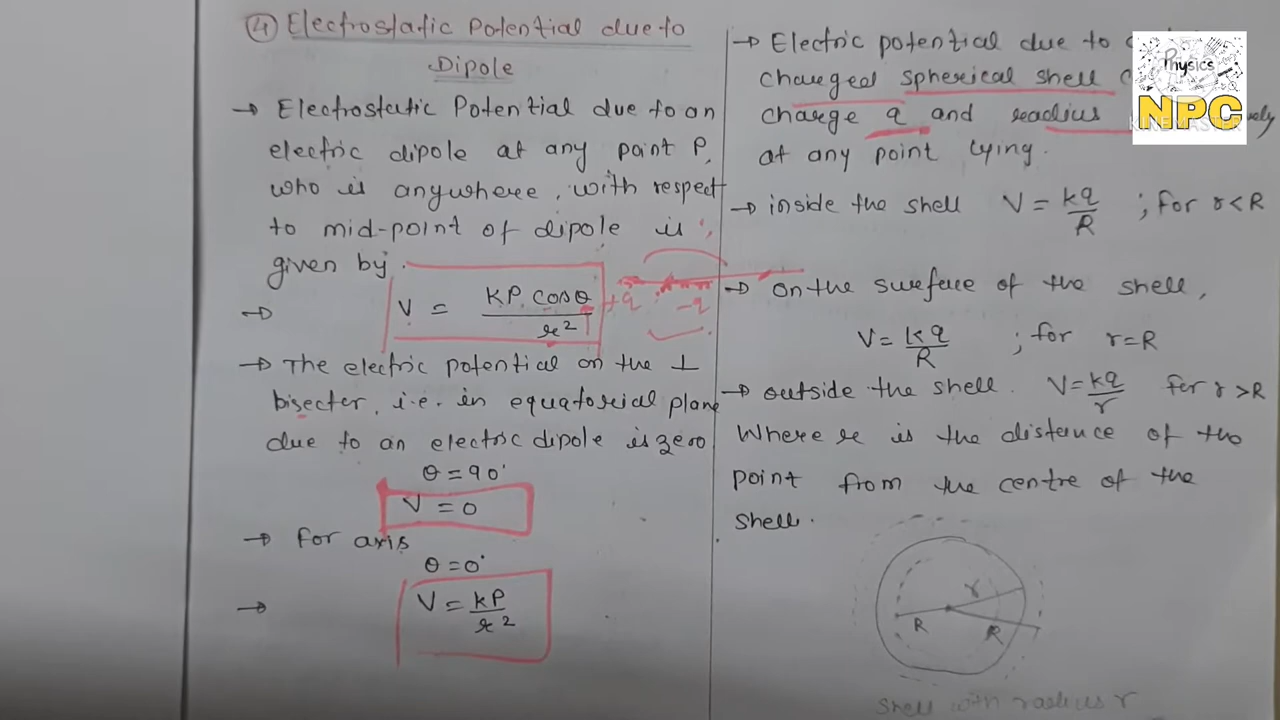 ④ Electrostatic Potential due to
Dipole
→ Electrostatic Potential due to an
electric dipole at any point P,
who is anywhere, with respect
to mid-point of dipole is
given by
→ V = KP cosθ / r²
+q -q
→ The electric potential on the ⊥
bisecter, i.e. in equatorial plane
due to an electric dipole is zero
θ = 90°
V = 0
→ for axis
θ = 0°
→ V = kP / r²
→ Electric potential due to
charged spherical shell
charge q and readius
at any point lying.
→ inside the shell V = kq / R ; for r < R
→ on the surface of the shell,
V = kq / R ; for r = R
→ outside the shell. V = kq / r for r > R
Where r is the distance of the
point from the centre of the
shell.
r
R R
Shell with radius r
Physics
NPC